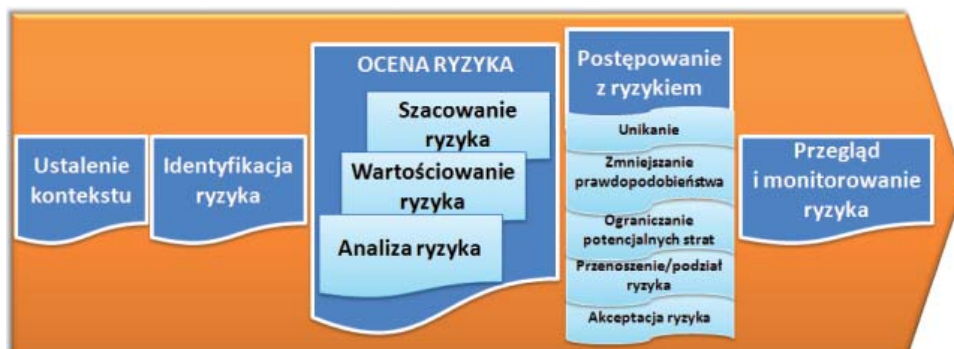 Ustalenie
kontekstu
Identyfikacja
ryzyka
OCENA RYZYKA
Szacowanie
ryzyka
Wartościowanie
ryzyka
Analiza ryzyka
Postępowanie
z ryzykiem
Unikanie
Zmniejszanie
prawdopodobieństwa
Ograniczanie
potencjalnych strat
Przenoszenie/podział
ryzyka
Akceptacja ryzyka
Przegląd
i monitorowanie
ryzyka